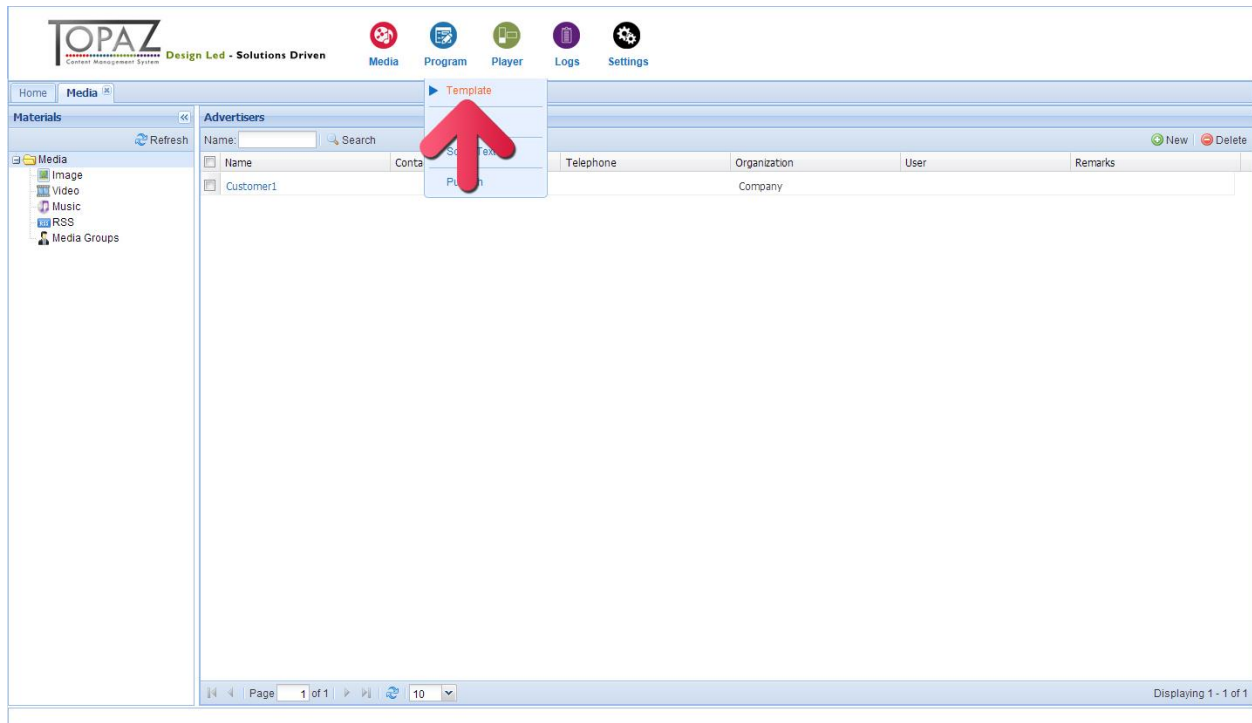 TOPAZ
Content Management System
Design Led - Solutions Driven
Media Program Player Logs Settings
Home Media
Template
Materials
Advertisers
Refresh
Name: Search New Delete
Name Telephone Organization User Remarks
Customer1 Company
Media
Image
Video
Music
RSS
Media Groups
Page 1 of 1 10 Displaying 1 - 1 of 1